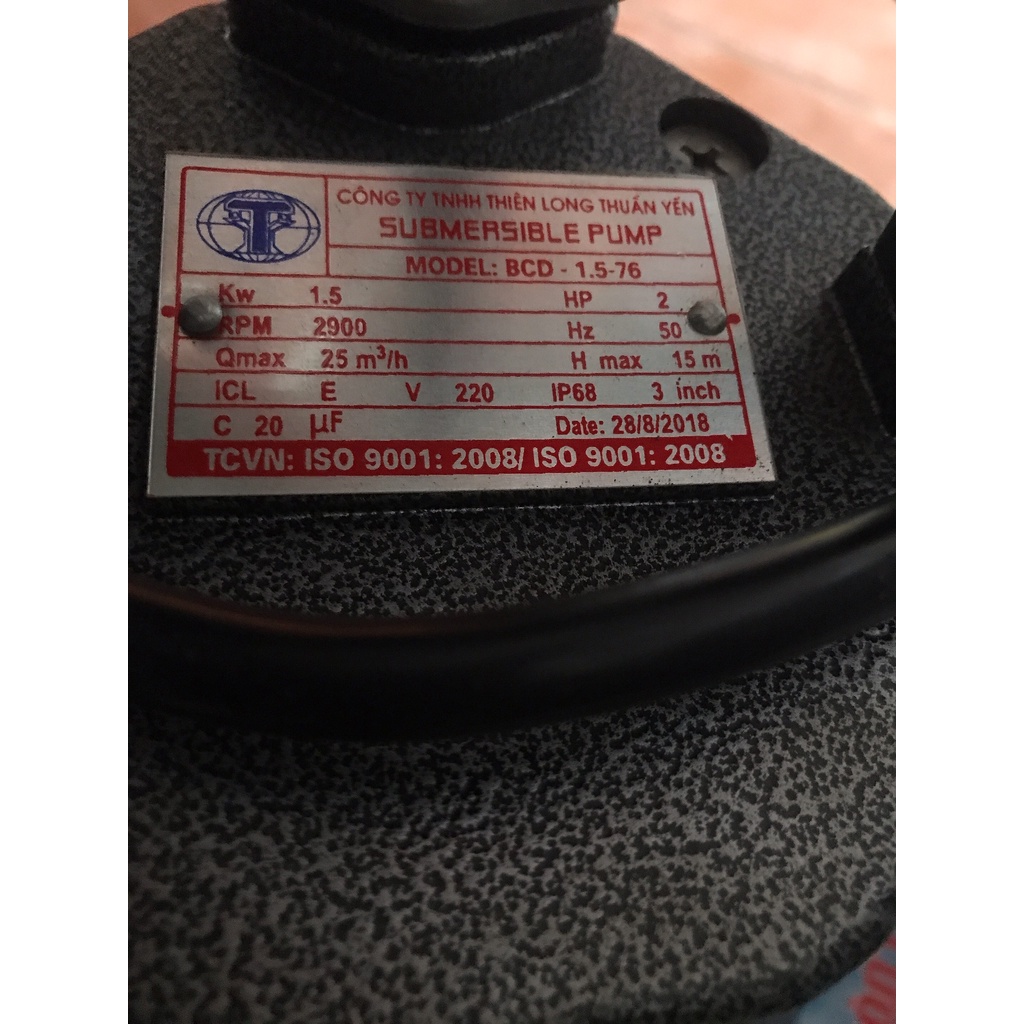 T
CÔNG TY TNHH THIÊN LONG THUẤN YẾN
SUBMERSIBLE PUMP
MODEL: BCD - 1.5-76
Kw 1.5 HP 2
RPM 2900 Hz 50
Qmax 25 m³/h H max 15 m
ICL E V 220 IP68 3 inch
C 20 µF Date: 28/8/2018
TCVN: ISO 9001: 2008/ ISO 9001: 2008